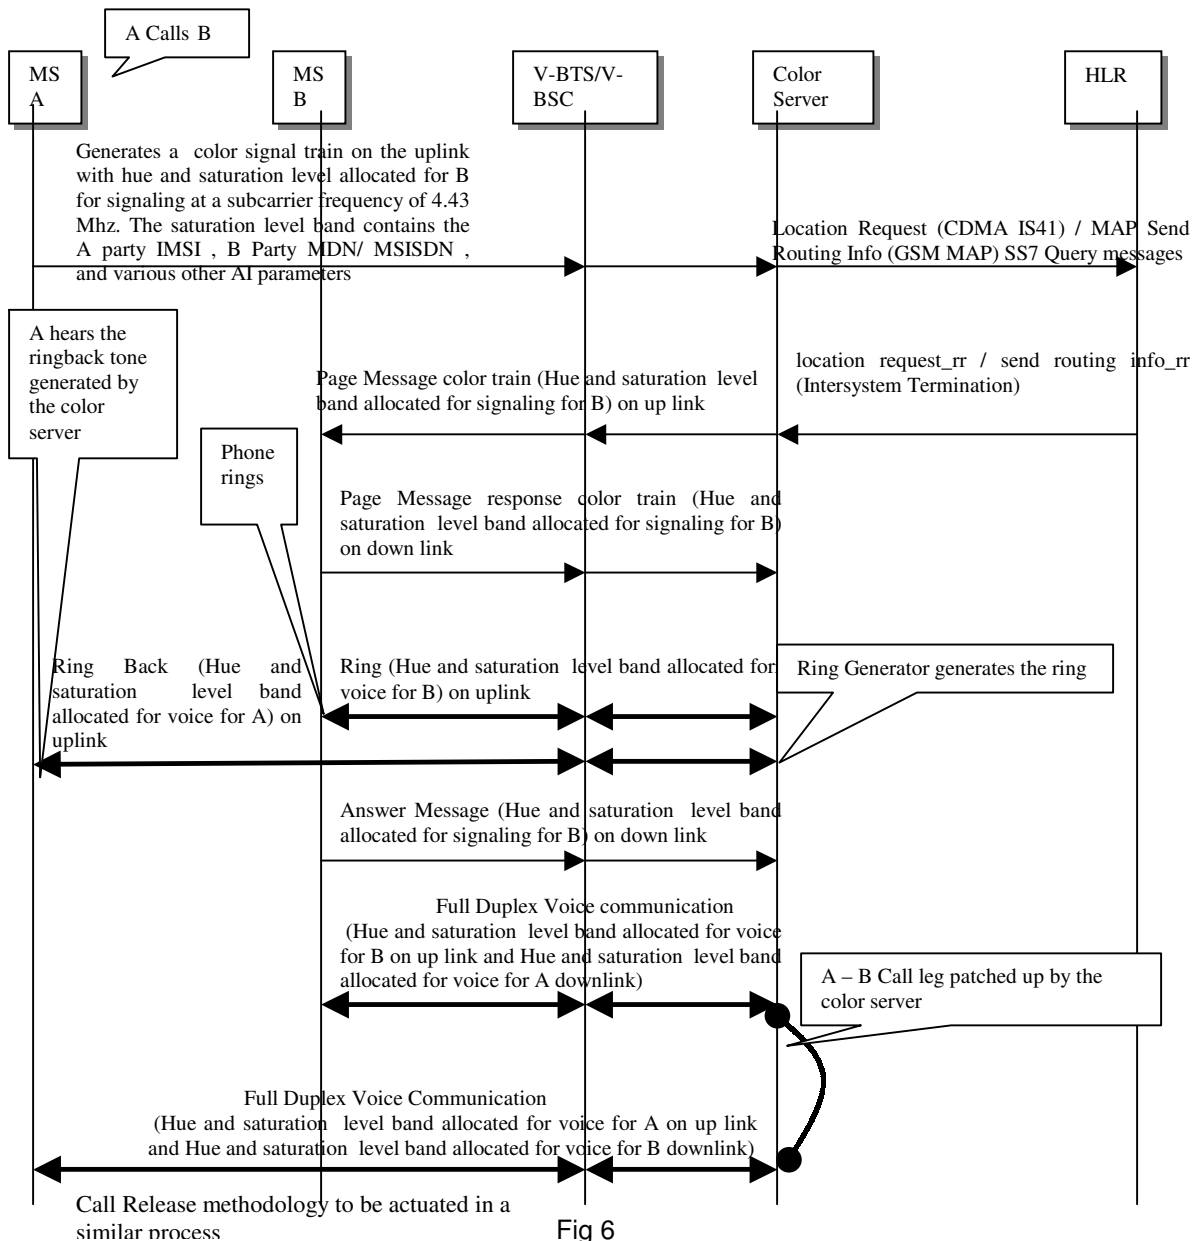 A Calls B
MS
A
MS
B
V-BTS/V-
BSC
Color
Server
HLR
Generates a color signal train on the uplink
with hue and saturation level allocated for B
for signaling at a subcarrier frequency of 4.43
Mhz. The saturation level band contains the
A party IMSI , B Party MDN/ MSISDN ,
and various other AI parameters
Location Request (CDMA IS41) / MAP Send
Routing Info (GSM MAP) SS7 Query messages
A hears the
ringback tone
generated by
the color
server
location request_rr / send routing info_rr
(Intersystem Termination)
Page Message color train (Hue and saturation level
band allocated for signaling for B) on up link
Phone
rings
Page Message response color train (Hue and
saturation level band allocated for signaling for B)
on down link
Ring Back (Hue and
saturation level band
allocated for voice for A) on
uplink
Ring (Hue and saturation level band allocated for
voice for B) on uplink
Ring Generator generates the ring
Answer Message (Hue and saturation level band
allocated for signaling for B) on down link
Full Duplex Voice communication
(Hue and saturation level band allocated for voice
for B on up link and Hue and saturation level band
allocated for voice for A downlink)
A – B Call leg patched up by the
color server
Full Duplex Voice Communication
(Hue and saturation level band allocated for voice for A on up link
and Hue and saturation level band allocated for voice for B downlink)
Call Release methodology to be actuated in a
similar process
Fig 6